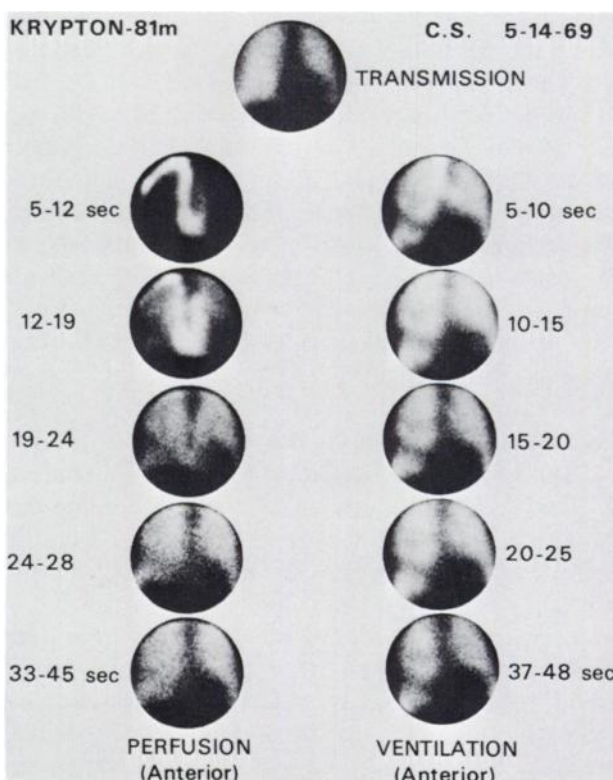 KRYPTON-81m C.S. 5-14-69
TRANSMISSION
5-12 sec 5-10 sec
12-19 10-15
19-24 15-20
24-28 20-25
33-45 sec 37-48 sec
PERFUSION VENTILATION
(Anterior) (Anterior)